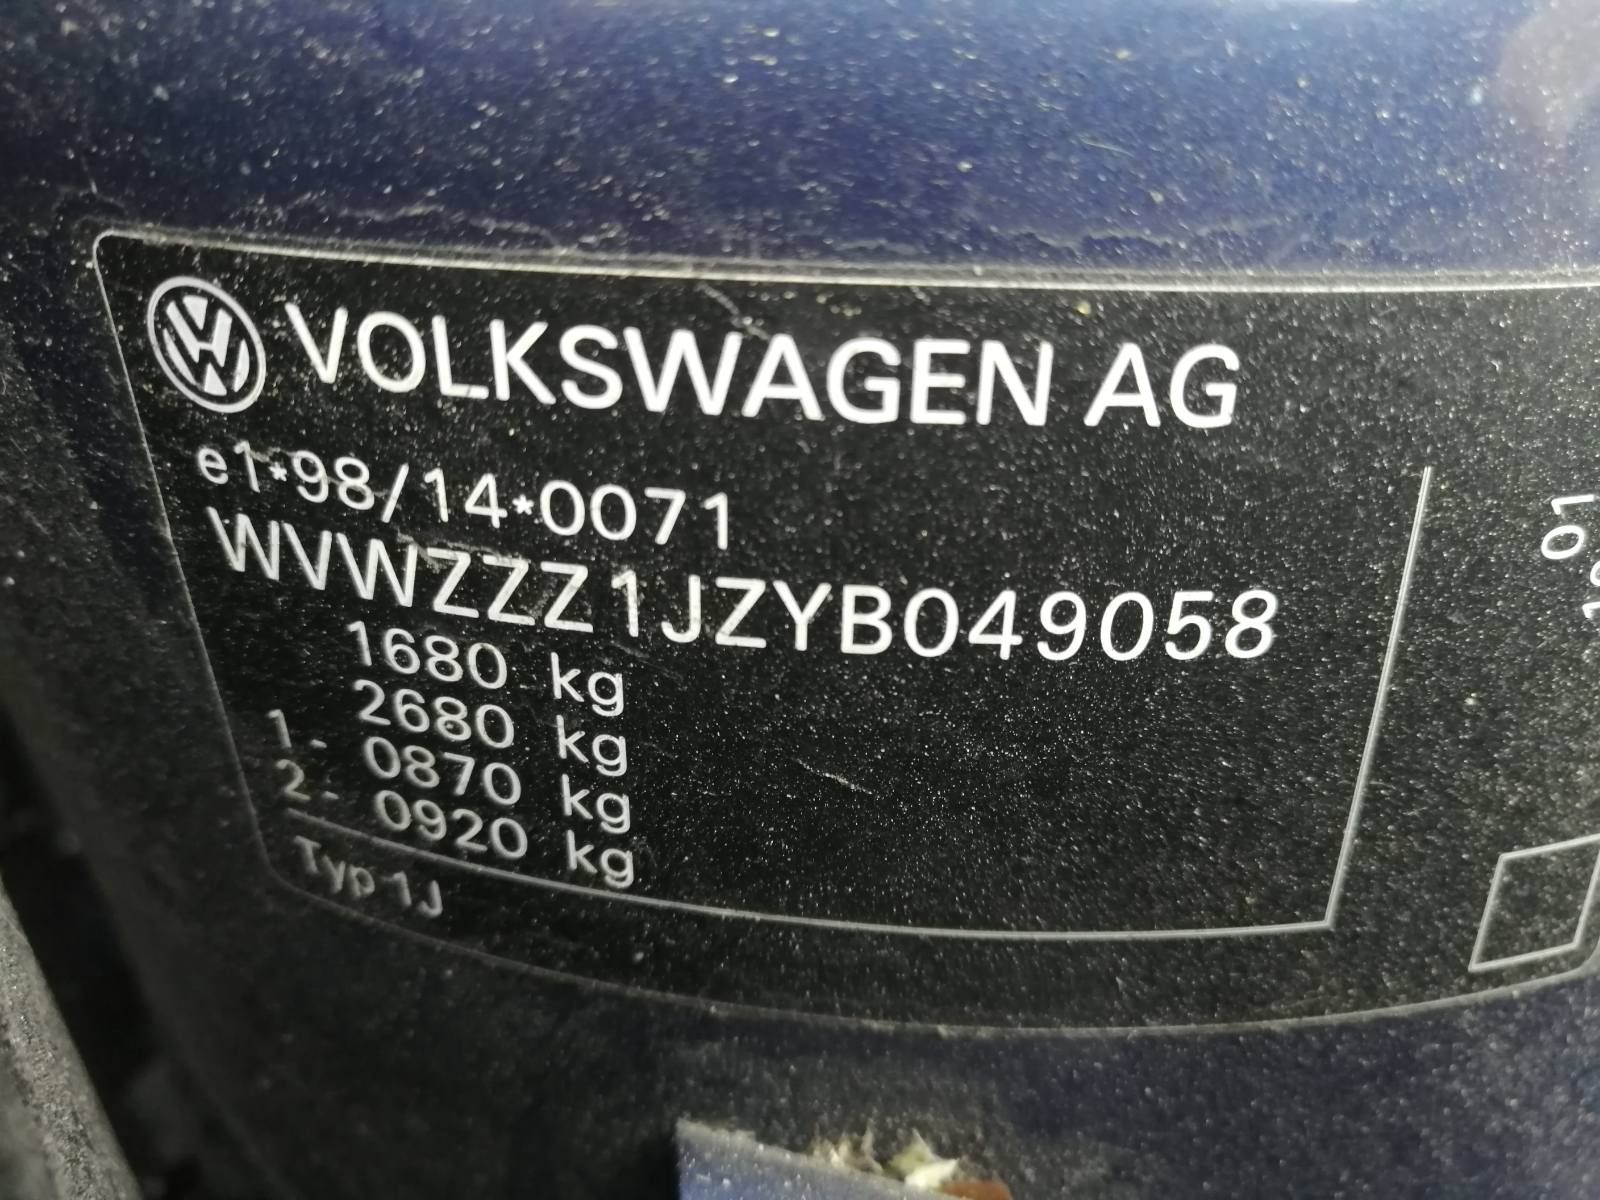 VOLKSWAGEN AG
e1*98/14*0071
WVWZZZ1JZYB049058
1680 kg
2680 kg
1- 0870 kg
2- 0920 kg
Typ 1J
01